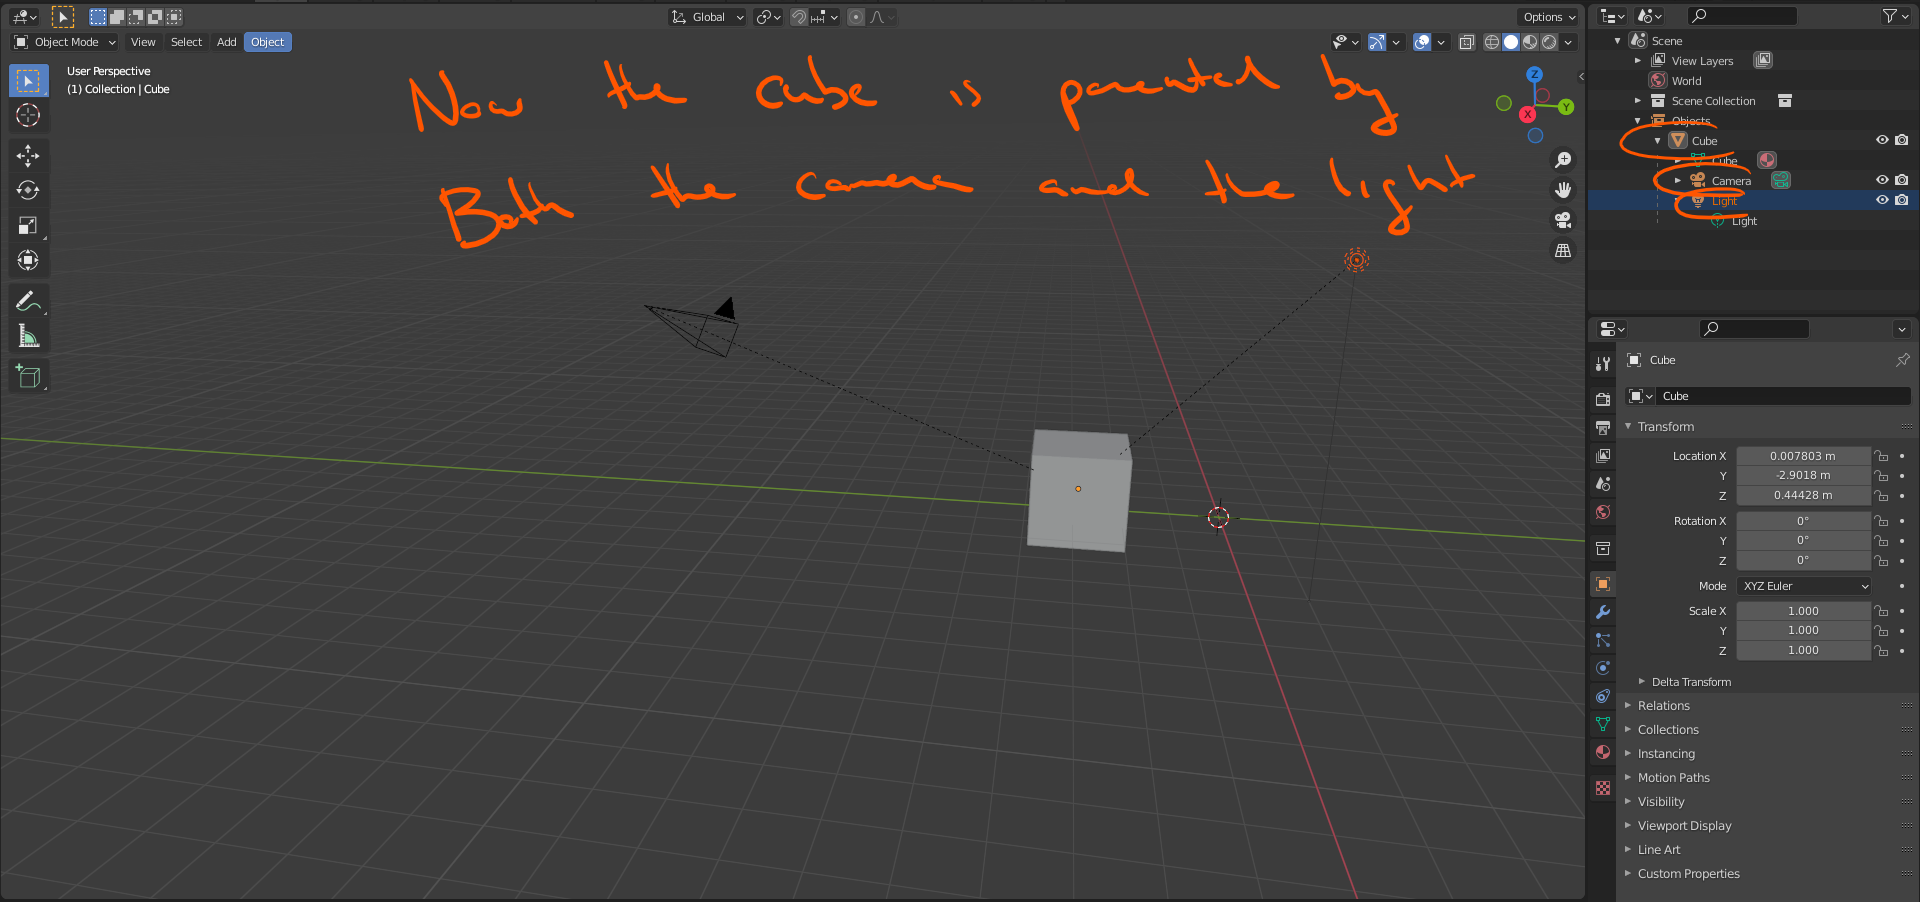 Global
Options
Object Mode View Select Add Object
User Perspective
(1) Collection | Cube
Now the cube is parented by
Both the camera and the light
Z
Y
X
Scene
View Layers
World
Scene Collection
Objects
Cube
Cube
Camera
Light
Light
Cube
Cube
Transform
Location X 0.007803 m
Y -2.9018 m
Z 0.44428 m
Rotation X 0°
Y 0°
Z 0°
Mode XYZ Euler
Scale X 1.000
Y 1.000
Z 1.000
Delta Transform
Relations
Collections
Instancing
Motion Paths
Visibility
Viewport Display
Line Art
Custom Properties